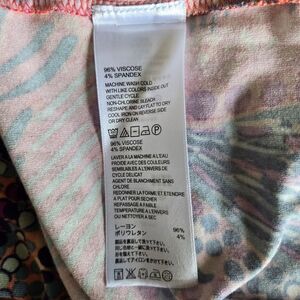 96% VISCOSE
4% SPANDEX
MACHINE WASH COLD
WITH LIKE COLORS INSIDE OUT
GENTLE CYCLE
NON-CHLORINE BLEACH
RESHAPE AND LAY FLAT TO DRY
COOL IRON ON REVERSE SIDE
OR DRY CLEAN
96% VISCOSE
4% SPANDEX
LAVER A LA MACHINE A L'EAU
FROIDE AVEC DES COULEURS
SEMBLABLES A L'ENVERS
CYCLE DELICAT
AGENT DE BLANCHIMENT SANS
CHLORE
REDONNER LA FORME ET ETENDRE
A PLAT POUR SECHER
REPASSAGE A FAIBLE
TEMPERATURE A L'ENVERS
OU NETTOYER A SEC
レーヨン 96%
ポリウレタン 4%